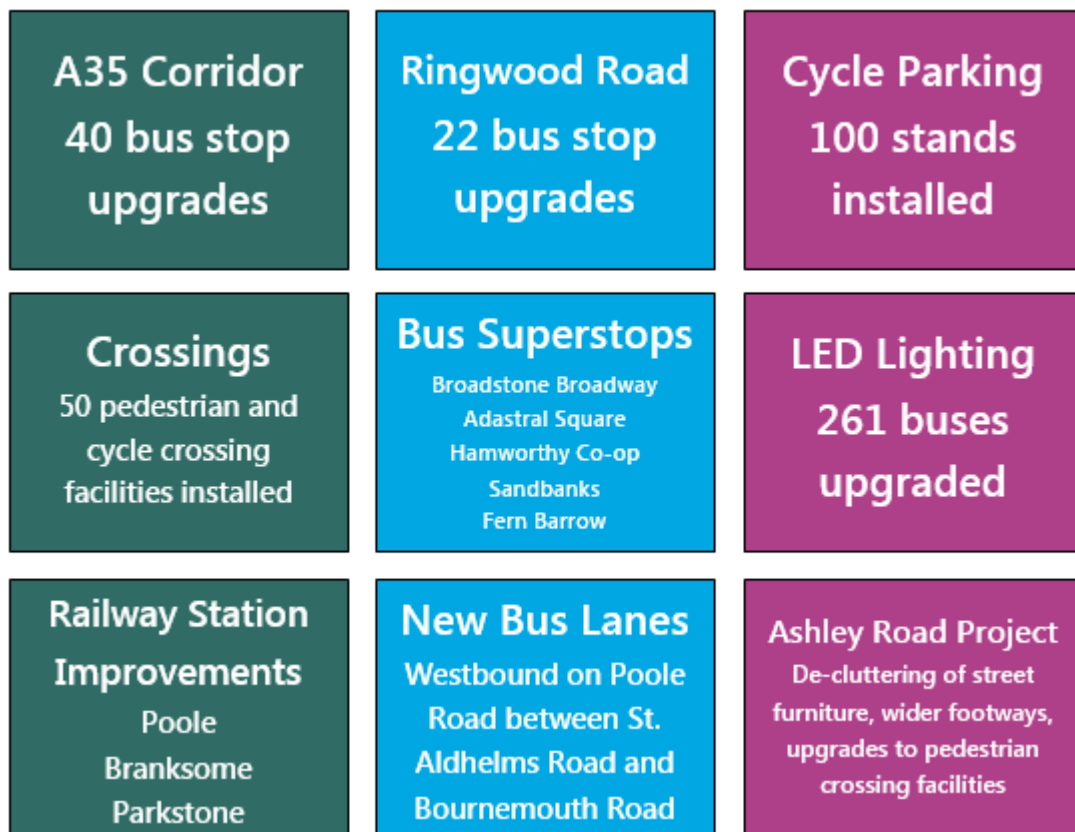 A35 Corridor
40 bus stop
upgrades
Ringwood Road
22 bus stop
upgrades
Cycle Parking
100 stands
installed
Crossings
50 pedestrian and
cycle crossing
facilities installed
Bus Superstops
Broadstone Broadway
Adastral Square
Hamworthy Co-op
Sandbanks
Fern Barrow
LED Lighting
261 buses
upgraded
Railway Station
Improvements
Poole
Branksome
Parkstone
New Bus Lanes
Westbound on Poole
Road between St.
Aldhelms Road and
Bournemouth Road
Ashley Road Project
De-cluttering of street
furniture, wider footways,
upgrades to pedestrian
crossing facilities